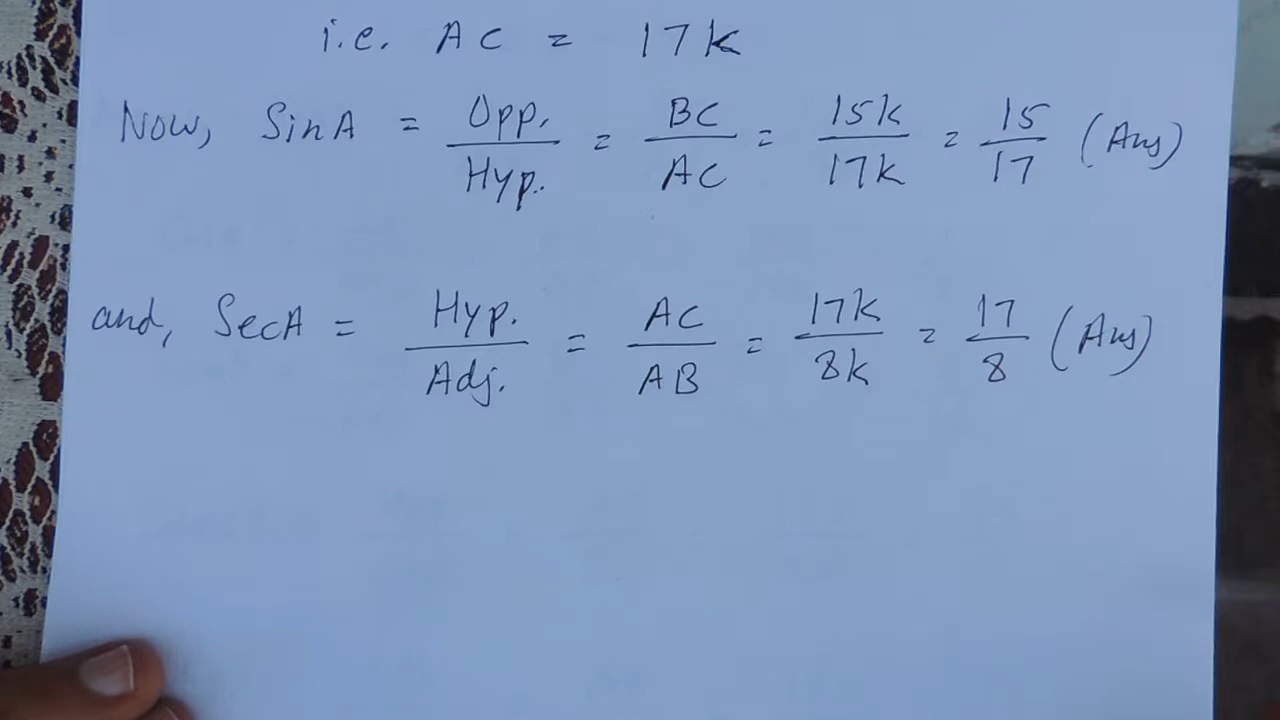 i.e. AC = 17k
Now, SinA = Opp./Hyp. = BC/AC = 15k/17k = 15/17 (Ans)
and, SecA = Hyp./Adj. = AC/AB = 17k/8k = 17/8 (Ans)